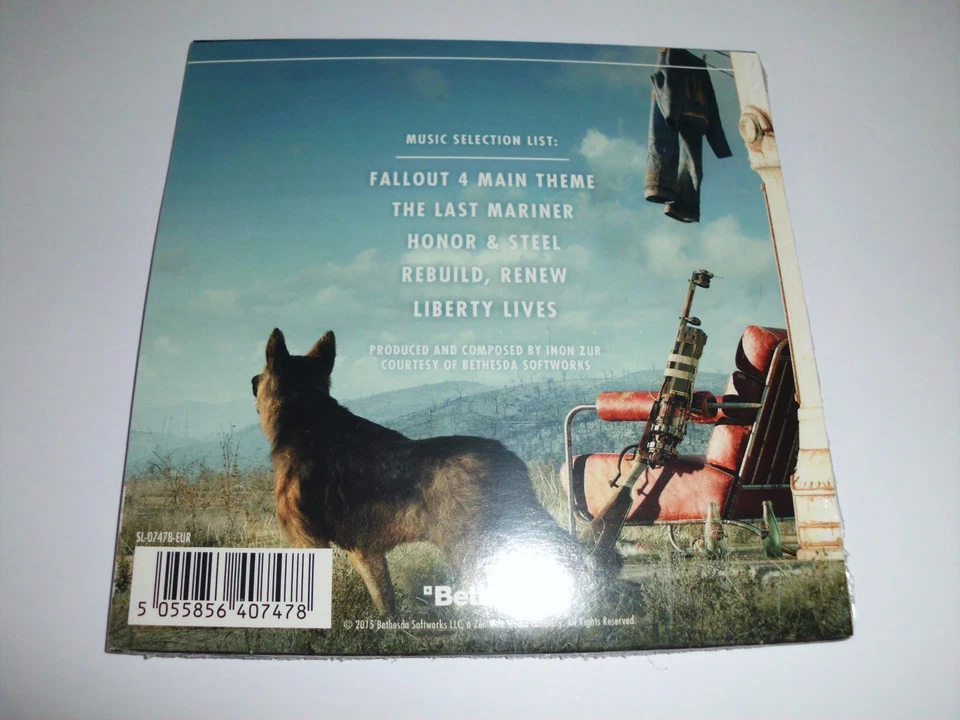 MUSIC SELECTION LIST:
FALLOUT 4 MAIN THEME
THE LAST MARINER
HONOR & STEEL
REBUILD, RENEW
LIBERTY LIVES
PRODUCED AND COMPOSED BY INON ZUR
COURTESY OF BETHESDA SOFTWORKS
SL-07478-EUR
5 055856 407478
© 2015 Bethesda Softworks LLC, a company. All Rights Reserved.